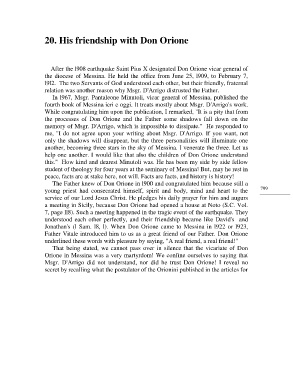 20. His friendship with Don Orione
After the 1908 earthquake Saint Pius X designated Don Orione vicar general of
the diocese of Messina. He held the office from June 25, 1909, to February 7,
1912. The two Servants of God understood each other, but their friendly, fraternal
relation was another reason why Msgr. D'Arrigo distrusted the Father.
In 1967, Msgr. Pantaleone Minutoli, vicar general of Messina, published the
fourth book of Messina ieri e oggi. It treats mostly about Msgr. D'Arrigo's work.
While congratulating him upon the publication, I remarked, "It is a pity that from
the processes of Don Orione and the Father some shadows fall down on the
memory of Msgr. D'Arrigo, which is impossible to dissipate." He responded to
me, "I do not agree upon your writing about Msgr. D'Arrigo. If you want, not
only the shadows will disappear, but the three personalities will illuminate one
another, becoming three stars in the sky of Messina. I venerate the three. Let us
help one another. I would like that also the children of Don Orione understand
this." How kind and dearest Minutoli was. He has been my side by side fellow
student of theology for four years at the seminary of Messina! But, may he rest in
peace, facts are at stake here, not will. Facts are facts, and history is history!
The Father knew of Don Orione in 1900 and congratulated him because still a
young priest had consecrated himself, spirit and body, mind and heart to the
service of our Lord Jesus Christ. He pledges his daily prayer for him and augurs
a meeting in Sicily, because Don Orione had opened a house at Noto (S.C. Vol.
7, page 118). Such a meeting happened in the tragic event of the earthquake. They
understood each other perfectly, and their friendship became like David's and
Jonathan's (I Sam. 18, 1). When Don Orione came to Messina in 1922 or 1923,
Father Vitale introduced him to us as a great friend of our Father. Don Orione
underlined these words with pleasure by saying, "A real friend, a real friend!"
That being stated, we cannot pass over in silence that the vicariate of Don
Orione in Messina was a very martyrdom! We confine ourselves to saying that
Msgr. D'Arrigo did not understand, nor did he trust Don Orione! I reveal no
secret by recalling what the postulator of the Orionini published in the articles for